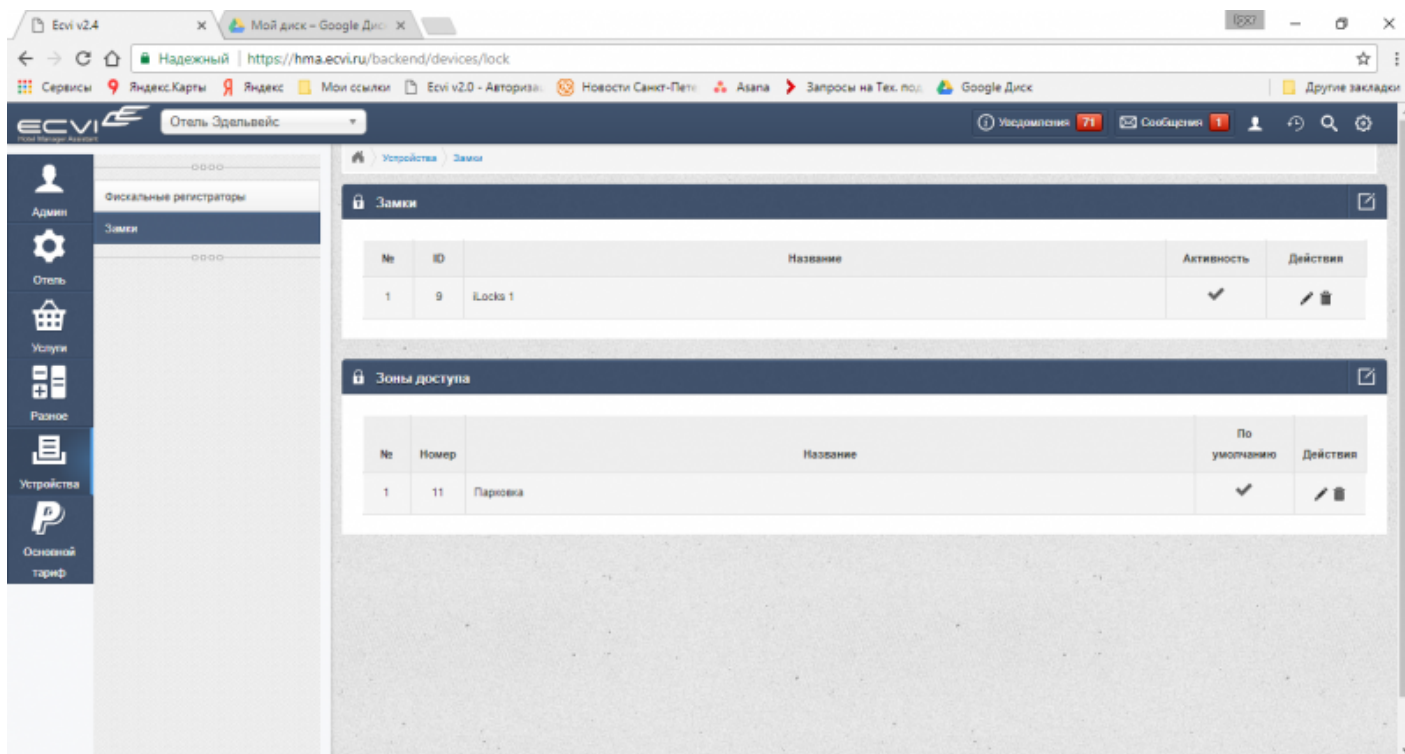 Ecvi v2.4
Мой диск – Google Дис
Надежный | https://hma.ecvi.ru/backend/devices/lock
Сервисы Яндекс.Карты Яндекс Мои ссылки Ecvi v2.0 - Авториза Новости Санкт-Пете Asana Запросы на Тех. под Google Диск Другие закладки
ECVI
Hotel Manager Assistant
Отель Эдельвейс
Уведомления 71 Сообщения 1
Админ
Отель
Услуги
Разное
Устройства
Основной
тариф
Фискальные регистраторы
Замки
Устройства Замки
Замки
№ ID Название Активность Действия
1 9 iLocks 1
Зоны доступа
№ Номер Название По умолчанию Действия
1 11 Парковка